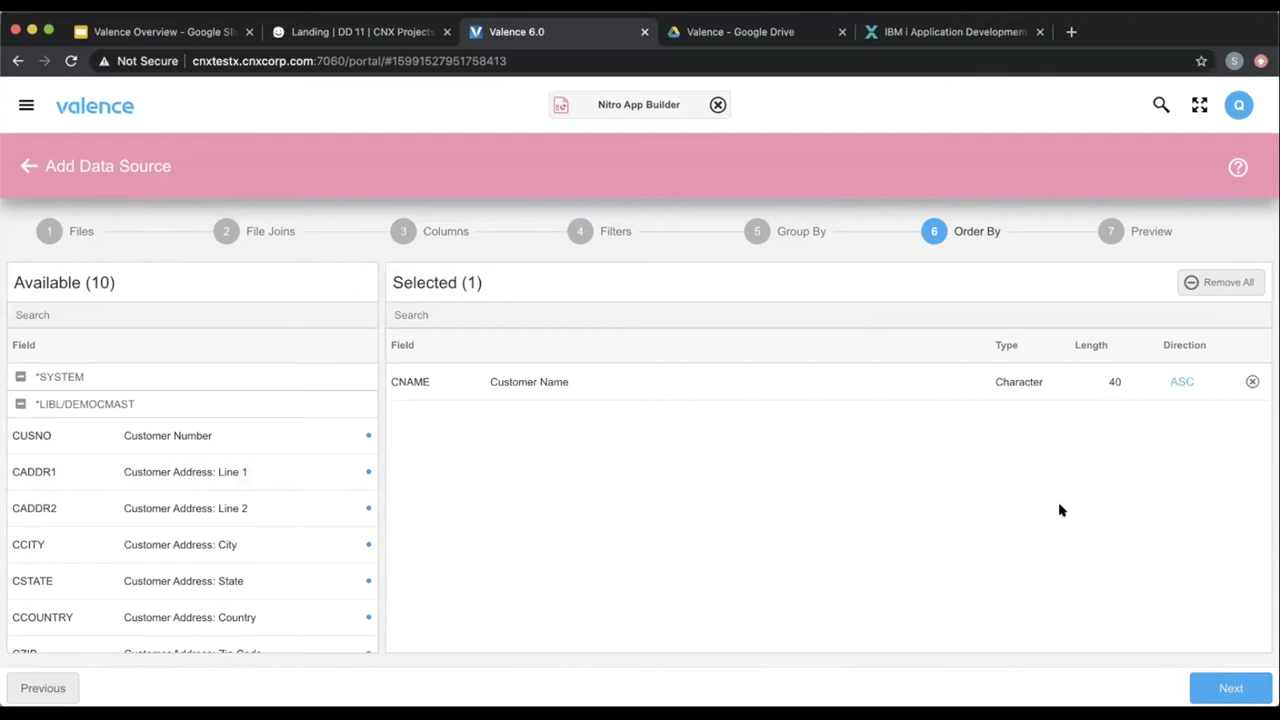 Valence Overview - Google Sli
Landing | DD 11 | CNX Projects
Valence 6.0
Valence - Google Drive
IBM i Application Development
Not Secure
cnxtestx.cnxcorp.com:7060/portal/#15991527951758413
S
valence
Nitro App Builder
Q
Add Data Source
1 Files
2 File Joins
3 Columns
4 Filters
5 Group By
6 Order By
7 Preview
Available (10)
Search
Field
*SYSTEM
*LIBL/DEMOCMAST
CUSNO Customer Number
CADDR1 Customer Address: Line 1
CADDR2 Customer Address: Line 2
CCITY Customer Address: City
CSTATE Customer Address: State
CCOUNTRY Customer Address: Country
CZIP Customer Address: Zip Code
Selected (1)
Remove All
Search
Field Type Length Direction
CNAME Customer Name Character 40 ASC
Previous
Next